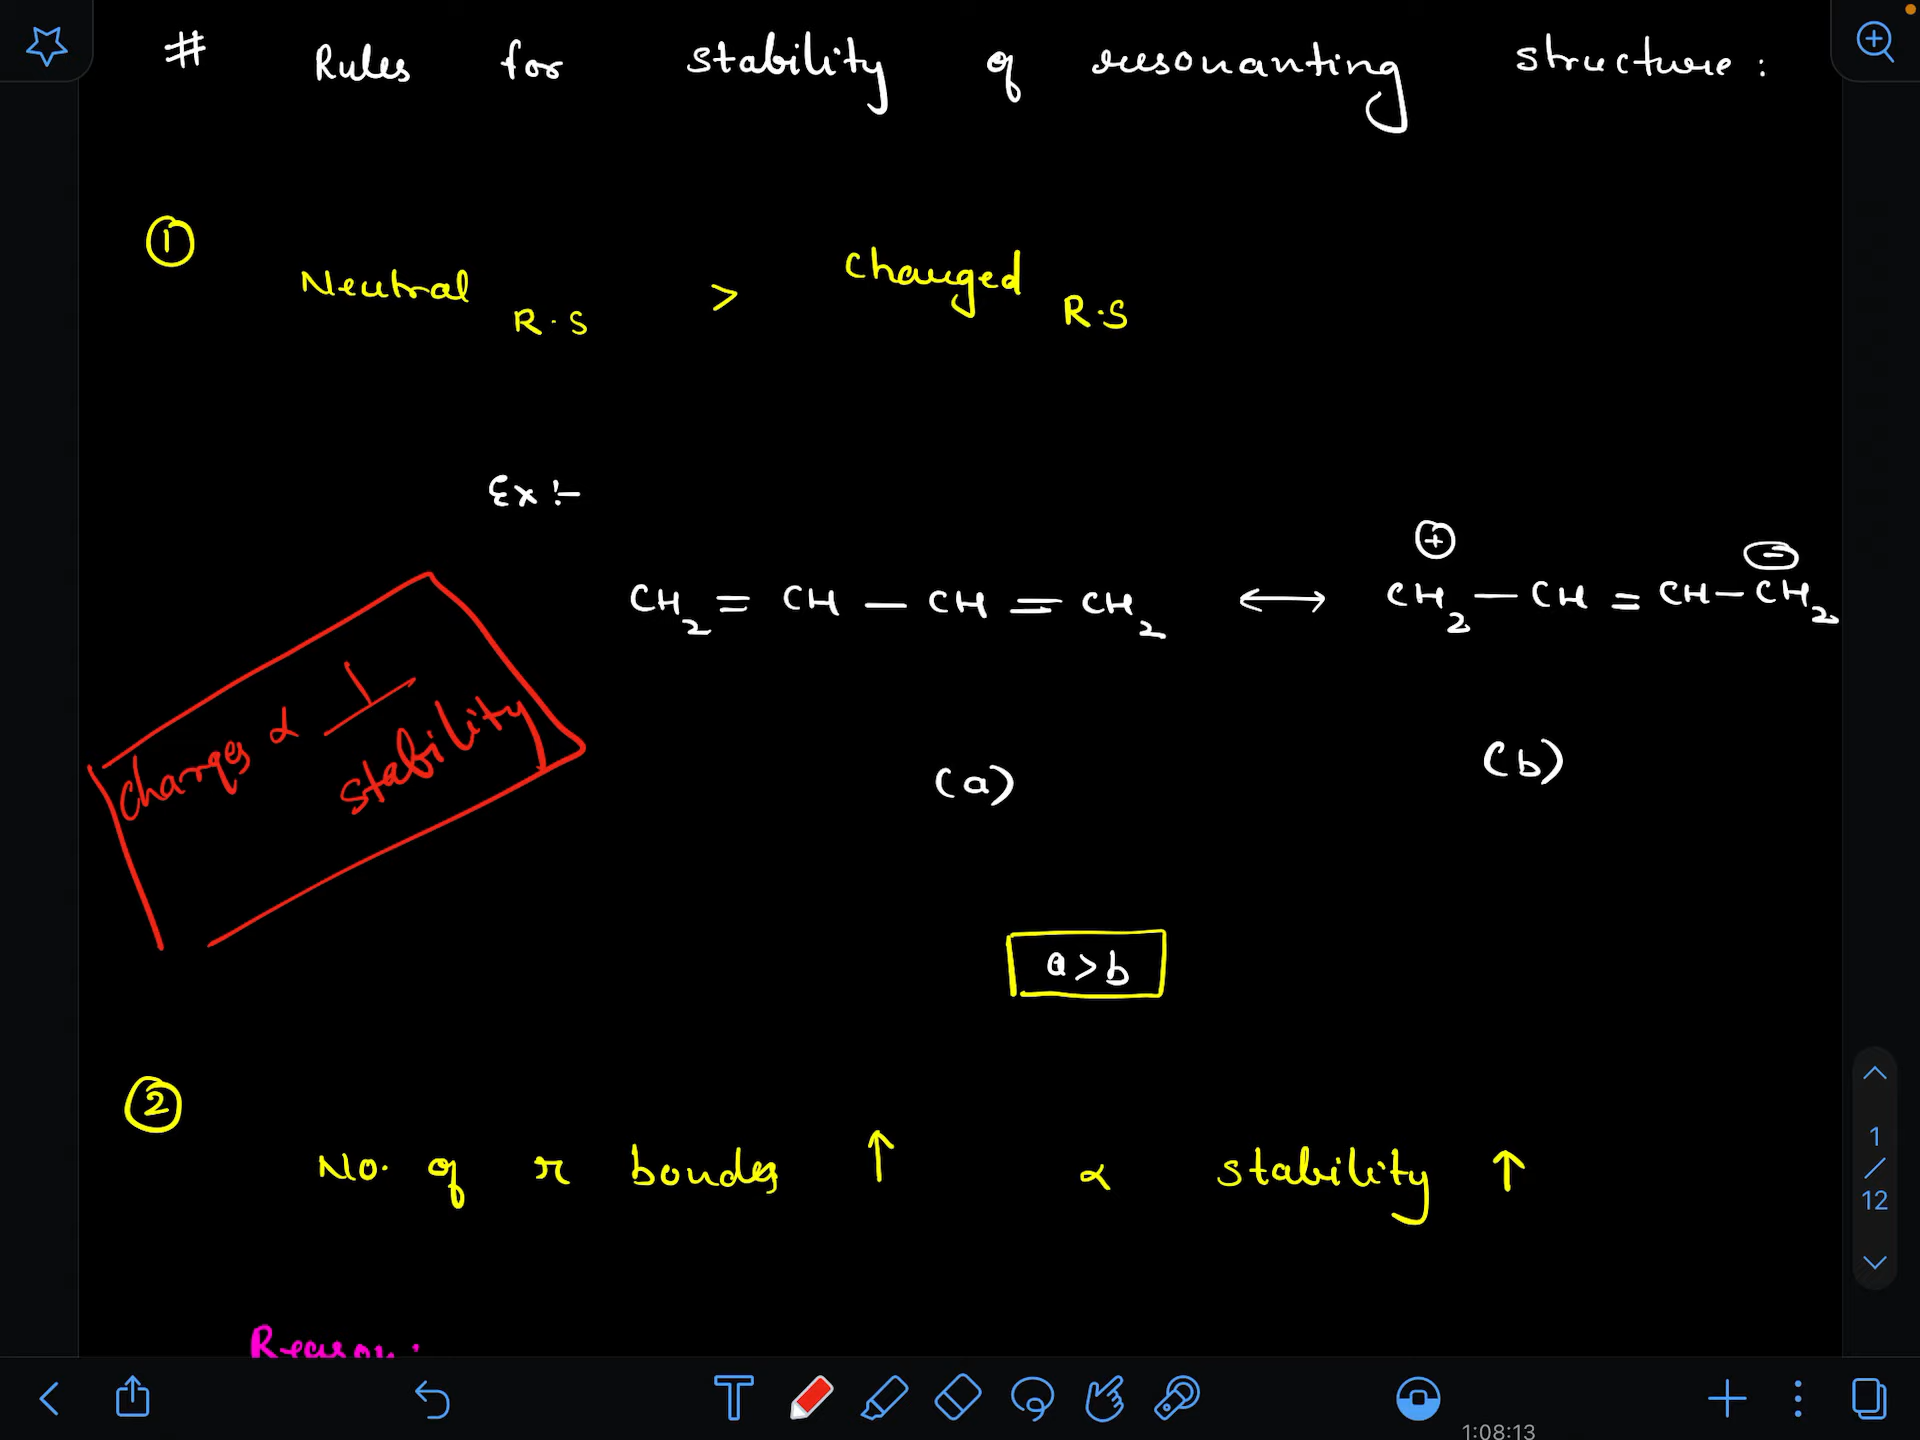 # Rules for stability of resonanting structure :
①
Neutral R.S > Charged R.S
Ex :-
CH₂ = CH — CH = CH₂ ⟷ ⊕CH₂ — CH = CH – CH₂⊖
(a) (b)
charges α 1/stability
a > b
②
No. of π bonds ↑ α stability ↑
Reason :
1
/
12
1:08:13